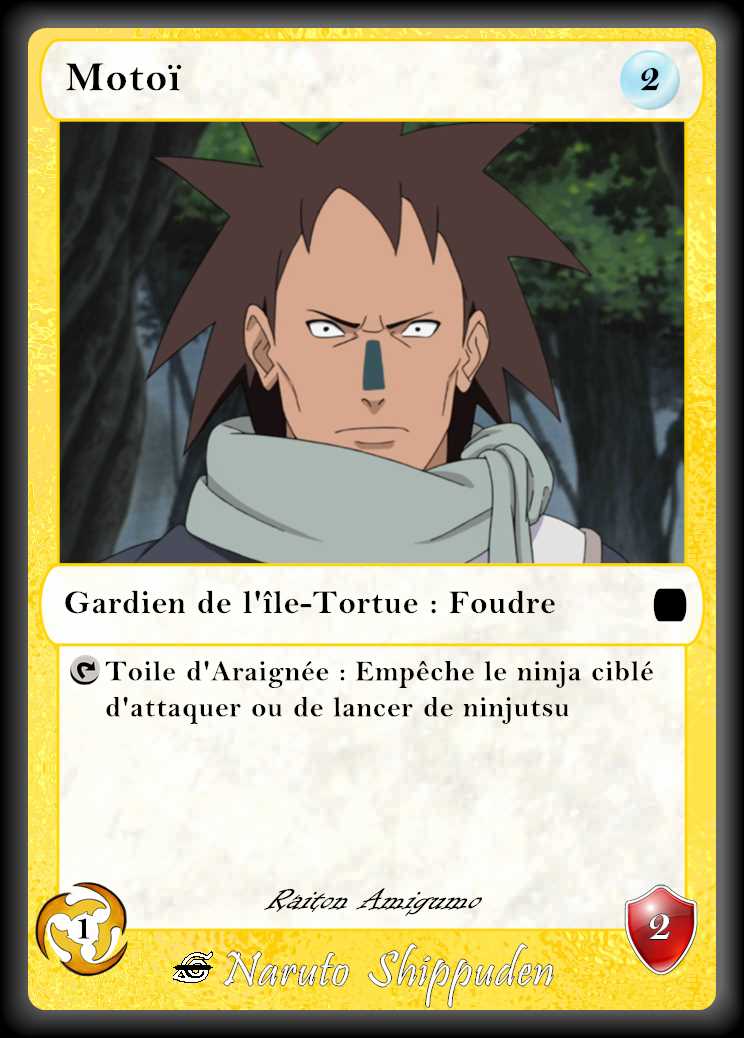 Motoï
2
Gardien de l'île-Tortue : Foudre
Toile d'Araignée : Empêche le ninja ciblé
d'attaquer ou de lancer de ninjutsu
Raiton Amigumo
1
2
Naruto Shippuden